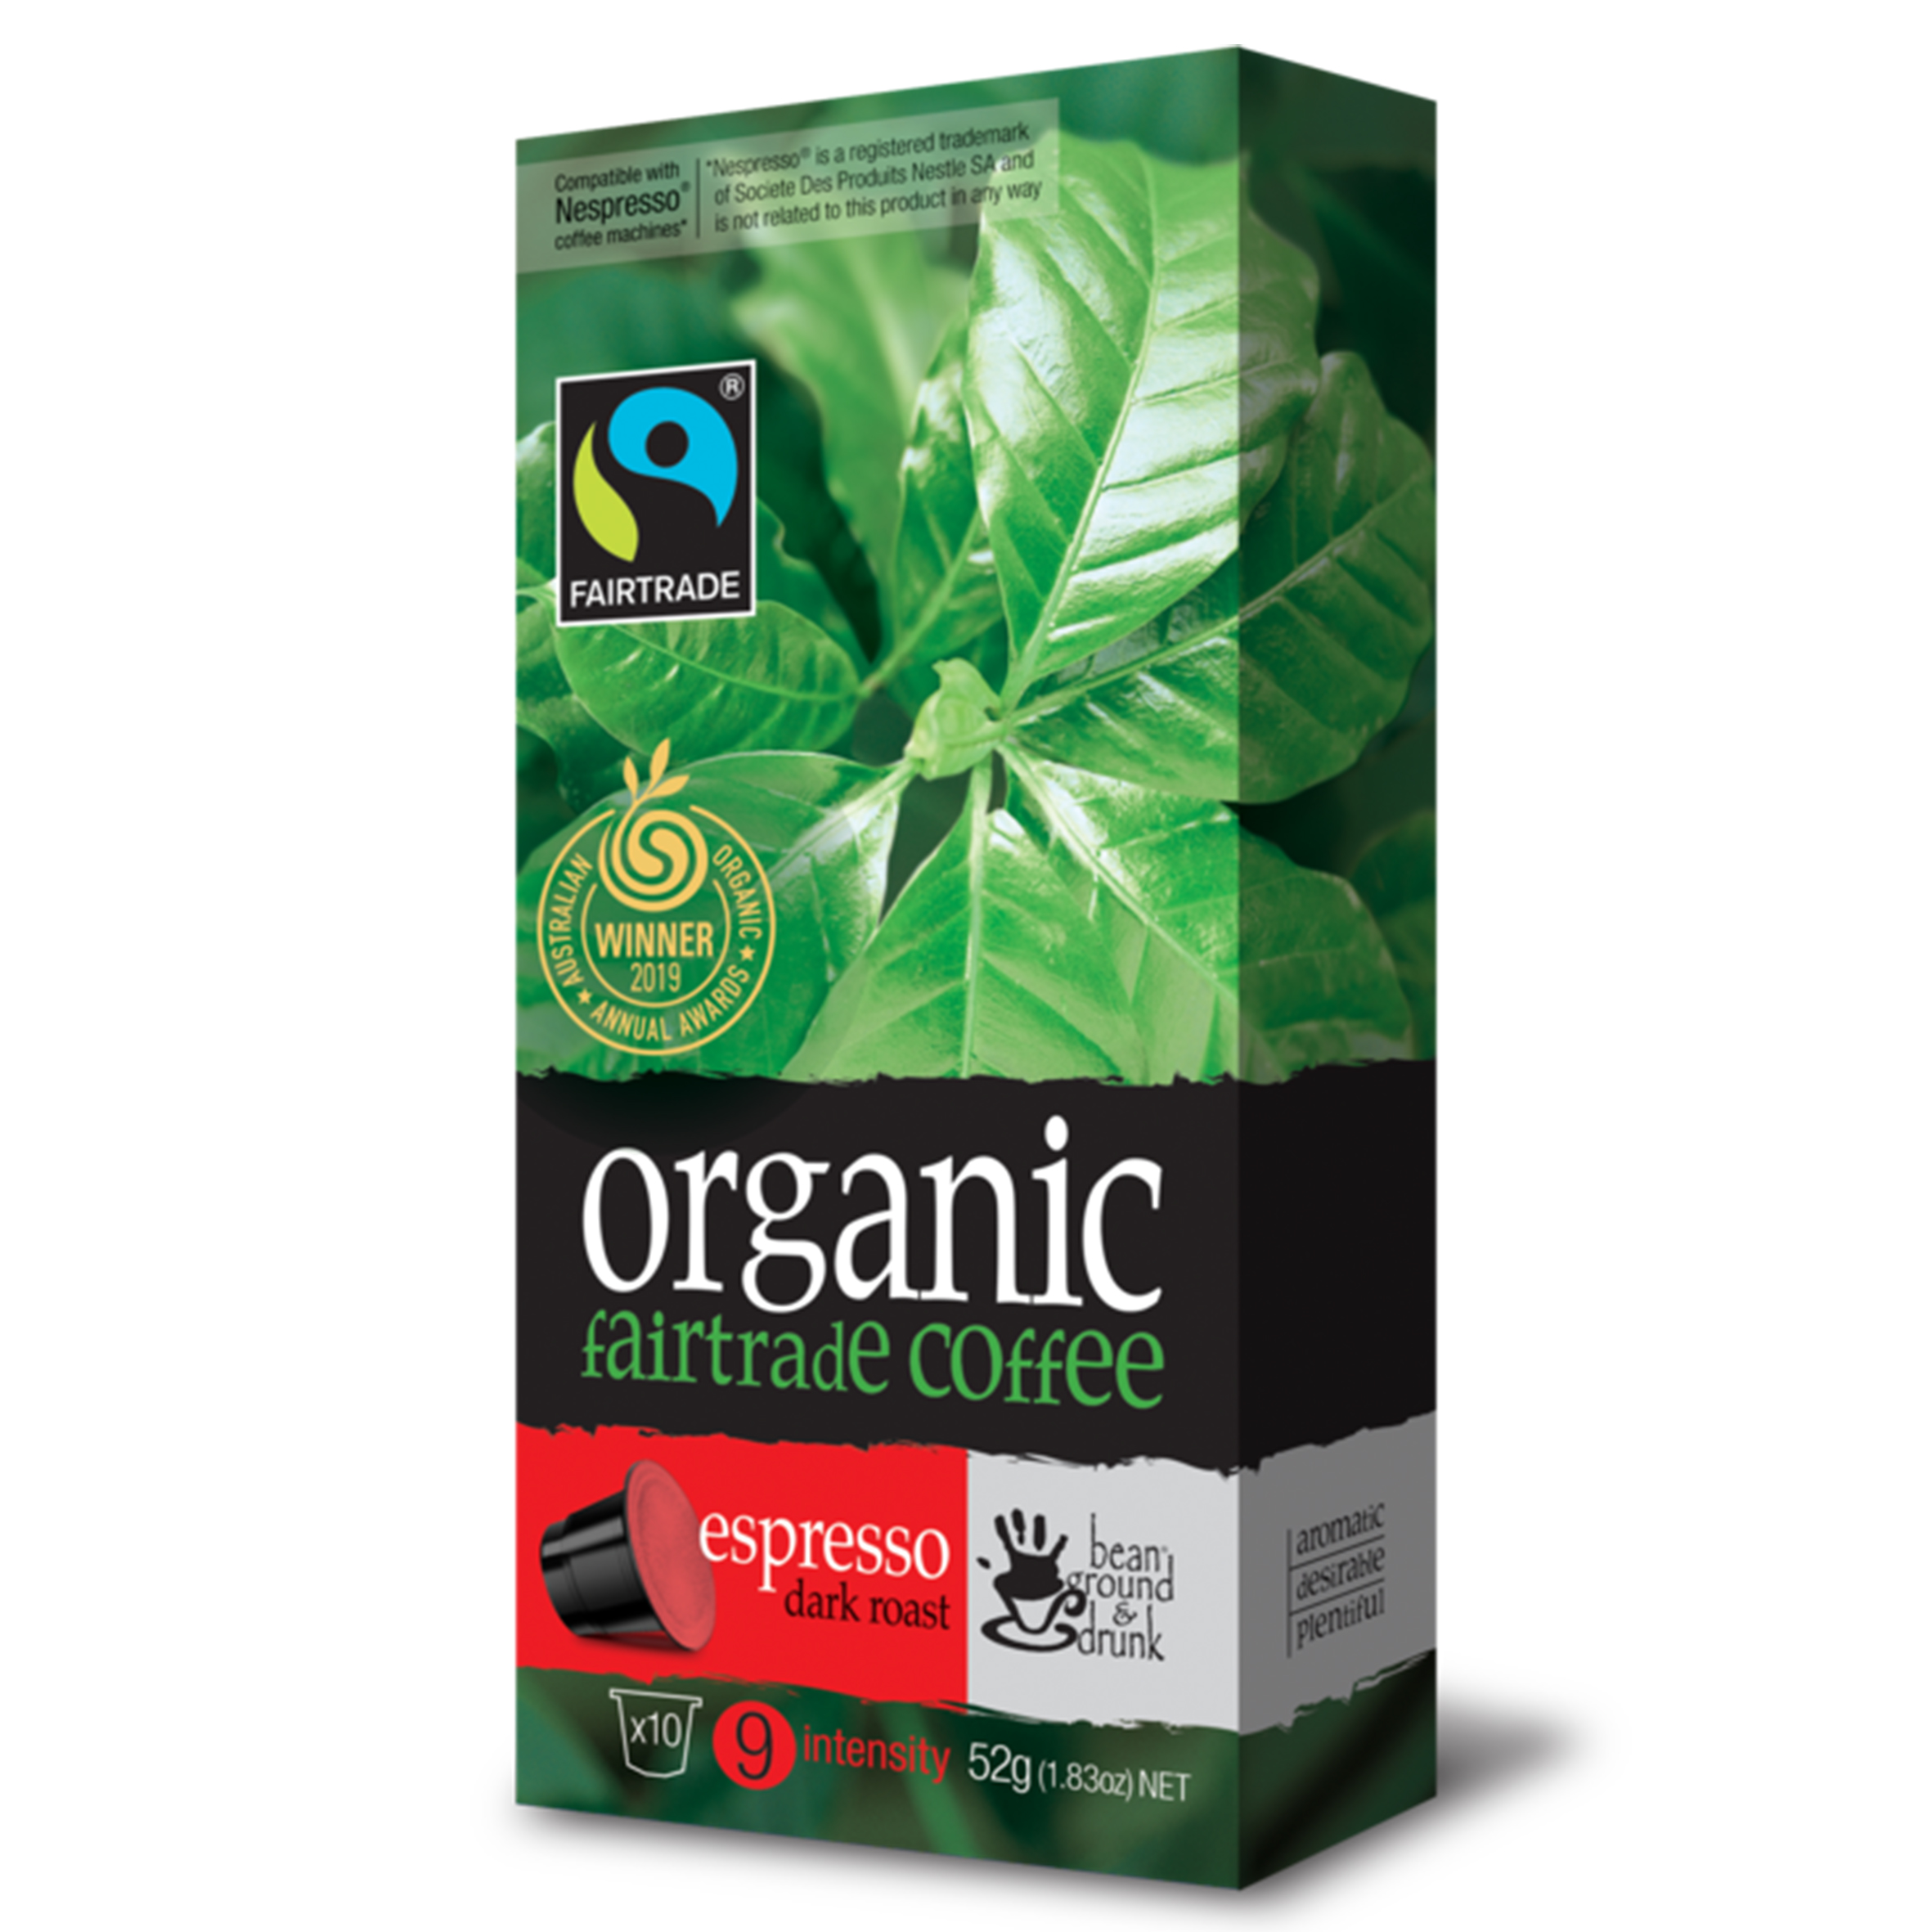 Compatible with
Nespresso®
coffee machines*
*Nespresso® is a registered trademark
of Societe Des Produits Nestle SA and
is not related to this product in any way
®
FAIRTRADE
AUSTRALIAN ORGANIC
WINNER
2019
★ ANNUAL AWARDS ★
organic
fairtrade coffee
espresso
dark roast
bean
ground
&
drunk
x10
9 intensity
52g (1.83oz) NET
aromatic
desirable
plentiful